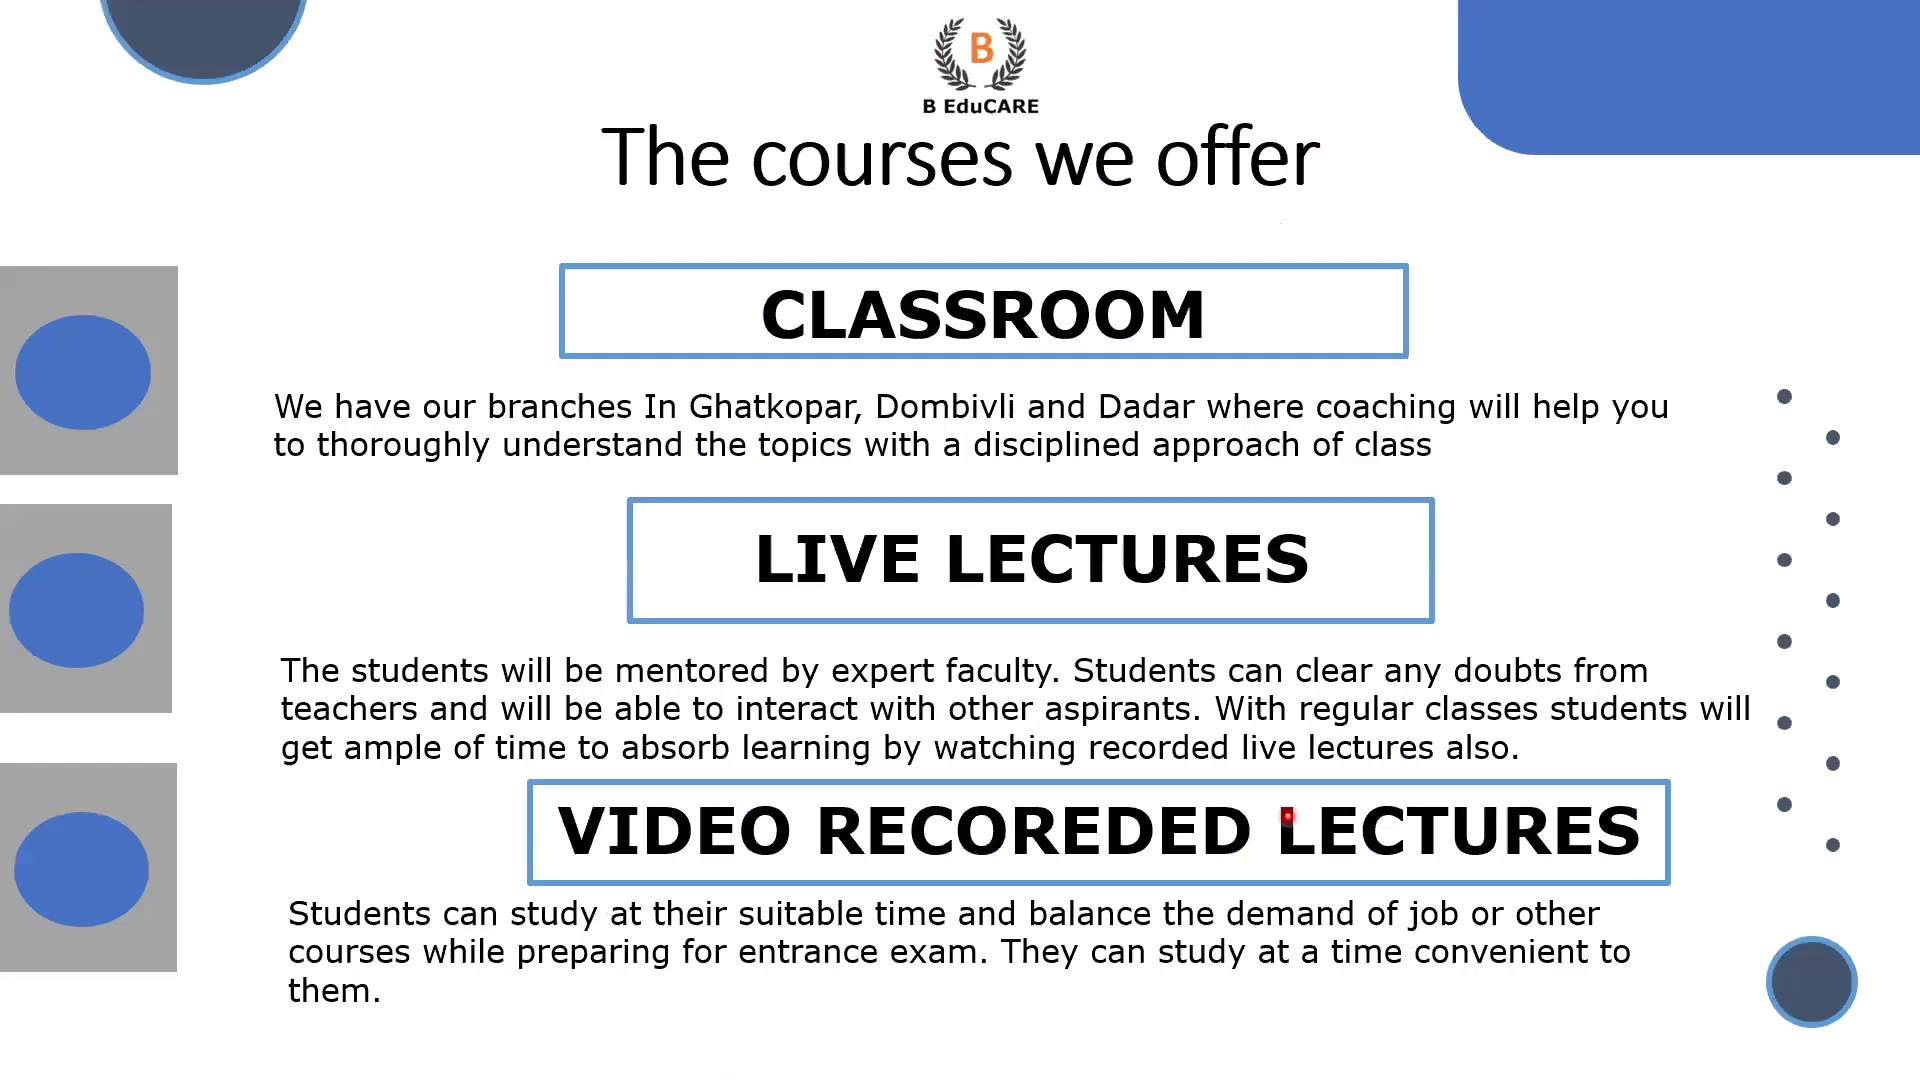 B
B EduCARE
The courses we offer
CLASSROOM
We have our branches In Ghatkopar, Dombivli and Dadar where coaching will help you
to thoroughly understand the topics with a disciplined approach of class
LIVE LECTURES
The students will be mentored by expert faculty. Students can clear any doubts from
teachers and will be able to interact with other aspirants. With regular classes students will
get ample of time to absorb learning by watching recorded live lectures also.
VIDEO RECOREDED LECTURES
Students can study at their suitable time and balance the demand of job or other
courses while preparing for entrance exam. They can study at a time convenient to
them.